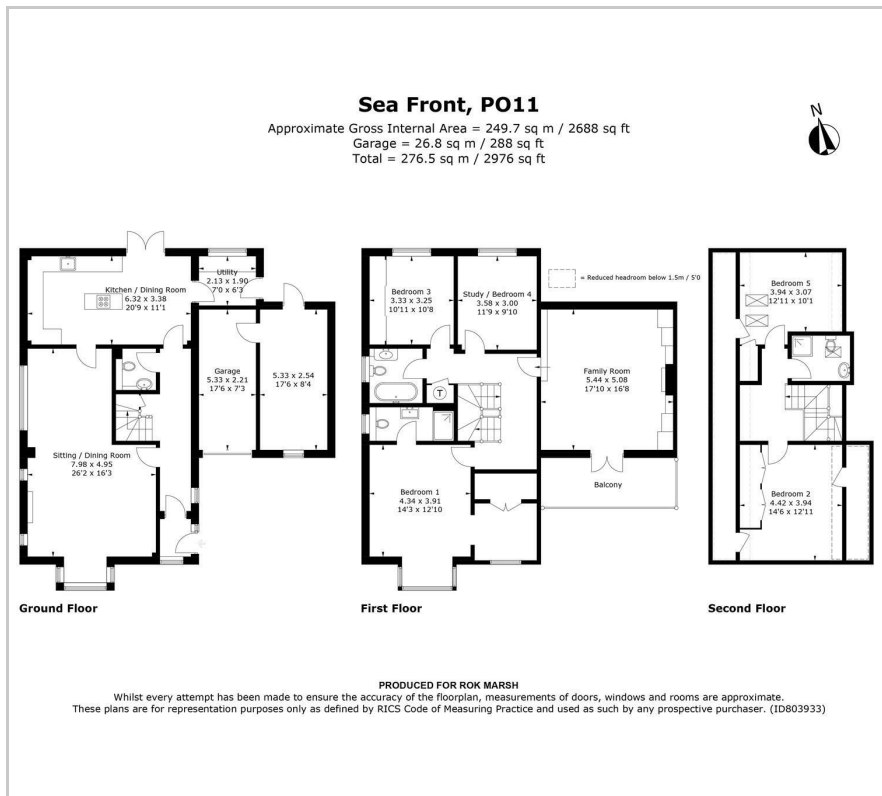 Sea Front, PO11
Approximate Gross Internal Area = 249.7 sq m / 2688 sq ft
Garage = 26.8 sq m / 288 sq ft
Total = 276.5 sq m / 2976 sq ft
N
Kitchen / Dining Room
6.32 x 3.38
20'9 x 11'1
Utility
2.13 x 1.90
7'0 x 6'3
Garage
5.33 x 2.21
17'6 x 7'3
5.33 x 2.54
17'6 x 8'4
Sitting / Dining Room
7.98 x 4.95
26'2 x 16'3
Ground Floor
Bedroom 3
3.33 x 3.25
10'11 x 10'8
Study / Bedroom 4
3.58 x 3.00
11'9 x 9'10
= Reduced headroom below 1.5m / 5'0
T
Family Room
5.44 x 5.08
17'10 x 16'8
Balcony
Bedroom 1
4.34 x 3.91
14'3 x 12'10
First Floor
Bedroom 5
3.94 x 3.07
12'11 x 10'1
Bedroom 2
4.42 x 3.94
14'6 x 12'11
Second Floor
PRODUCED FOR ROK MARSH
Whilst every attempt has been made to ensure the accuracy of the floorplan, measurements of doors, windows and rooms are approximate.
These plans are for representation purposes only as defined by RICS Code of Measuring Practice and used as such by any prospective purchaser. (ID803933)